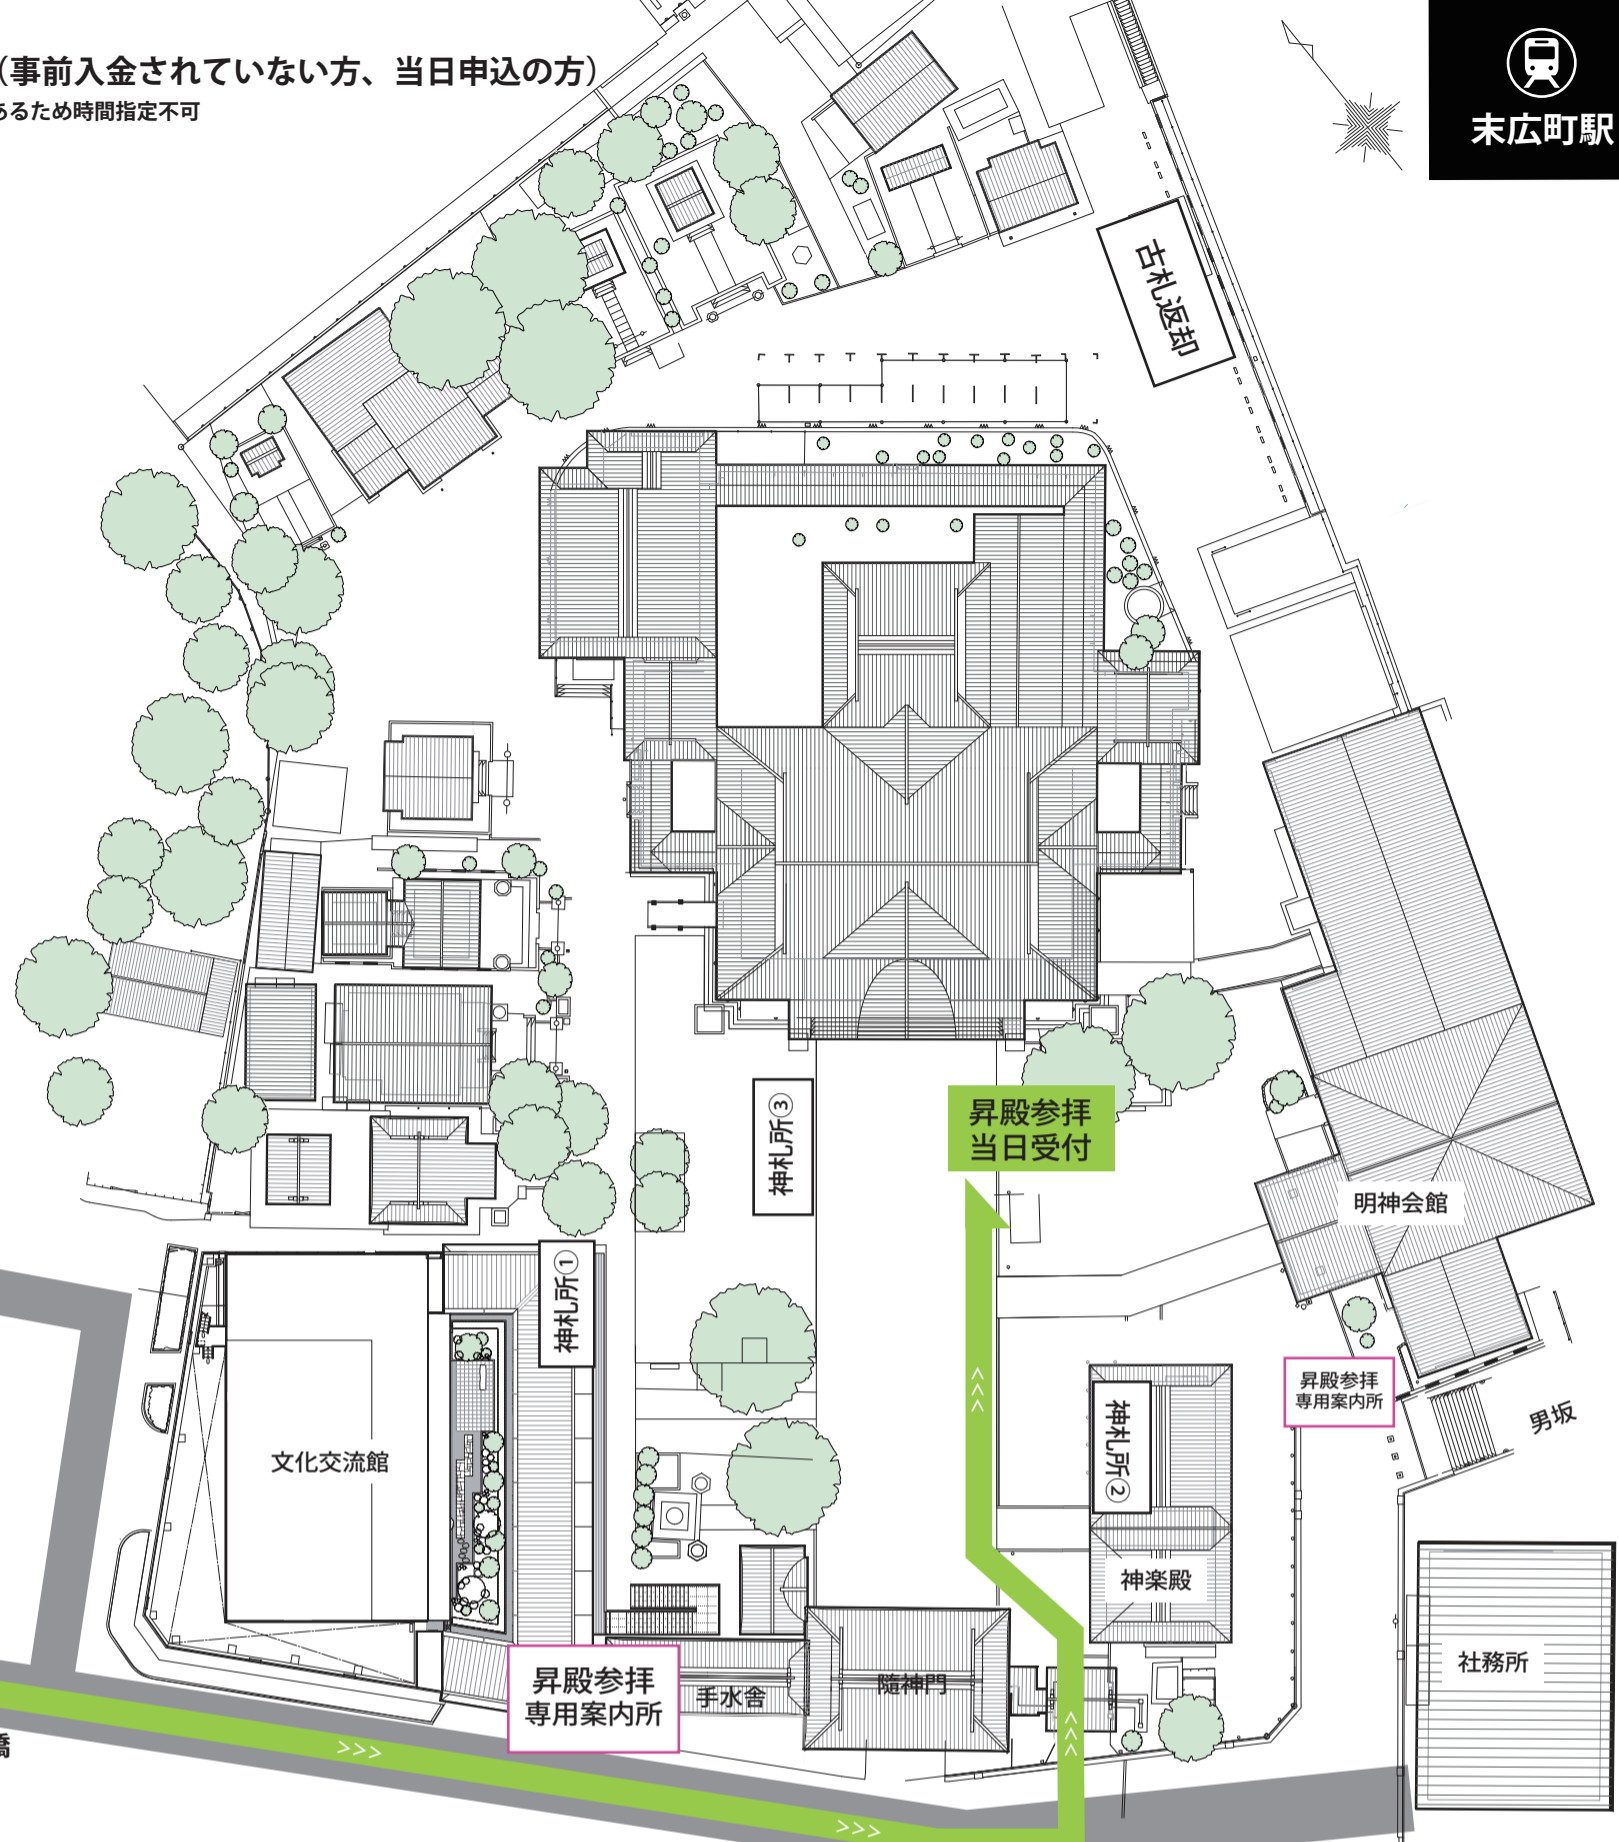 （事前入金されていない方、当日申込の方）
あるため時間指定不可
末広町駅
古札返却
神札所③
昇殿参拝
当日受付
明神会館
神札所①
昇殿参拝
専用案内所
男坂
神札所②
文化交流館
神楽殿
社務所
昇殿参拝
専用案内所
手水舎
随神門
>>>
>>>